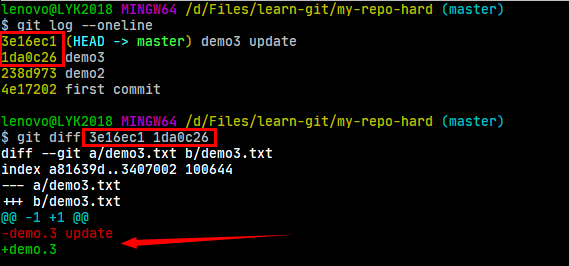 lenovo@LYK2018 MINGW64 /d/Files/learn-git/my-repo-hard (master)
$ git log --oneline
3e16ec1 (HEAD -> master) demo3 update
1da0c26 demo3
238d973 demo2
4e17202 first commit
lenovo@LYK2018 MINGW64 /d/Files/learn-git/my-repo-hard (master)
$ git diff 3e16ec1 1da0c26
diff --git a/demo3.txt b/demo3.txt
index a81639d..3407002 100644
--- a/demo3.txt
+++ b/demo3.txt
@@ -1 +1 @@
-demo.3 update
+demo.3